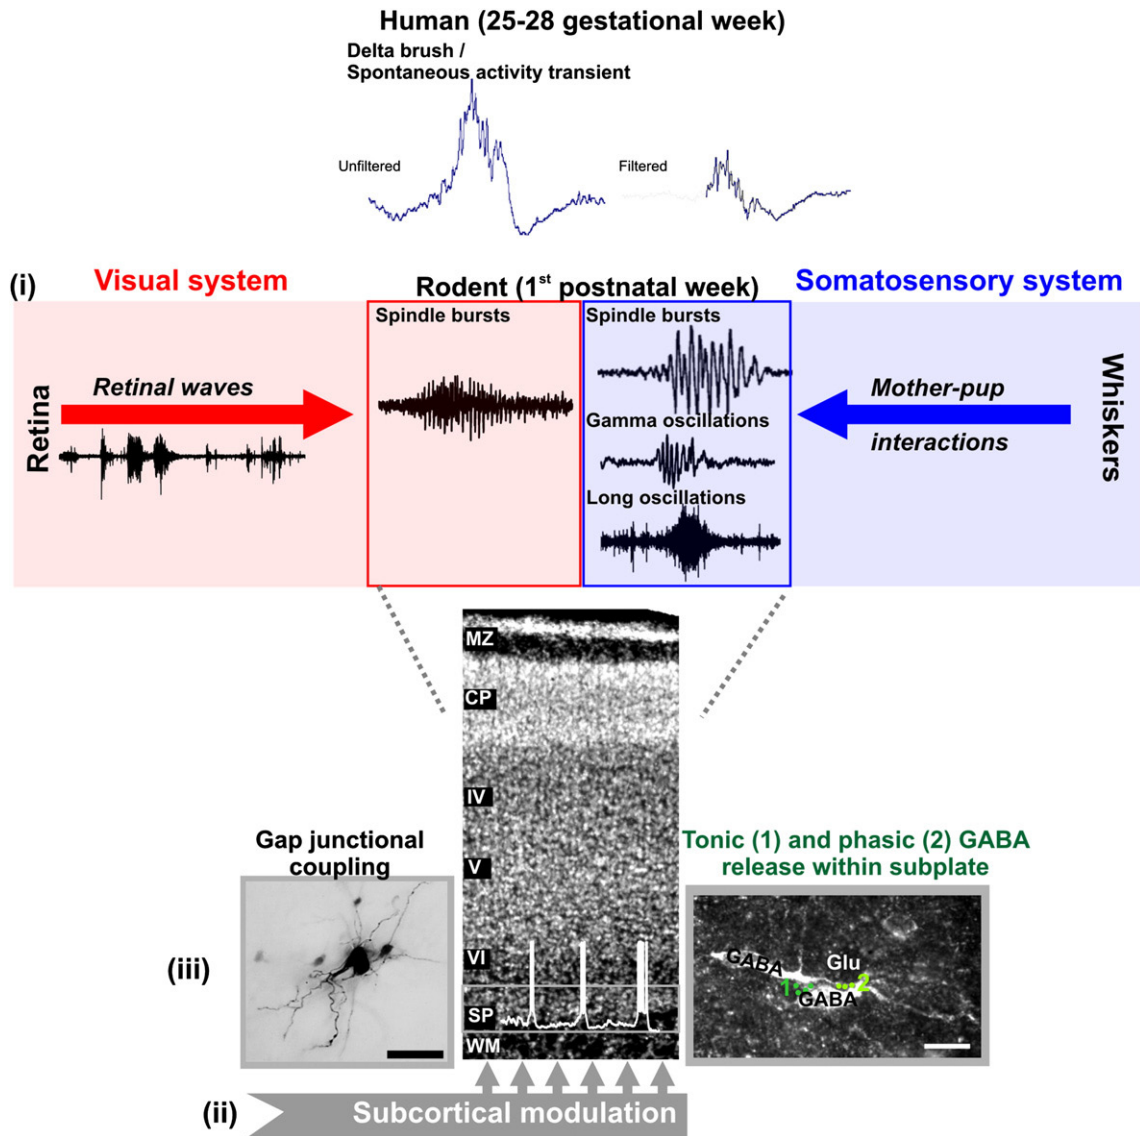 Human (25-28 gestational week)
Delta brush /
Spontaneous activity transient
Unfiltered
Filtered
(i)
Visual system
Rodent (1st postnatal week)
Somatosensory system
Spindle bursts
Spindle bursts
Retina
Retinal waves
Mother-pup
interactions
Whiskers
Gamma oscillations
Long oscillations
MZ
CP
IV
V
VI
SP
WM
Gap junctional
coupling
Tonic (1) and phasic (2) GABA
release within subplate
(iii)
GABA
Glu
1
2
GABA
(ii)
Subcortical modulation